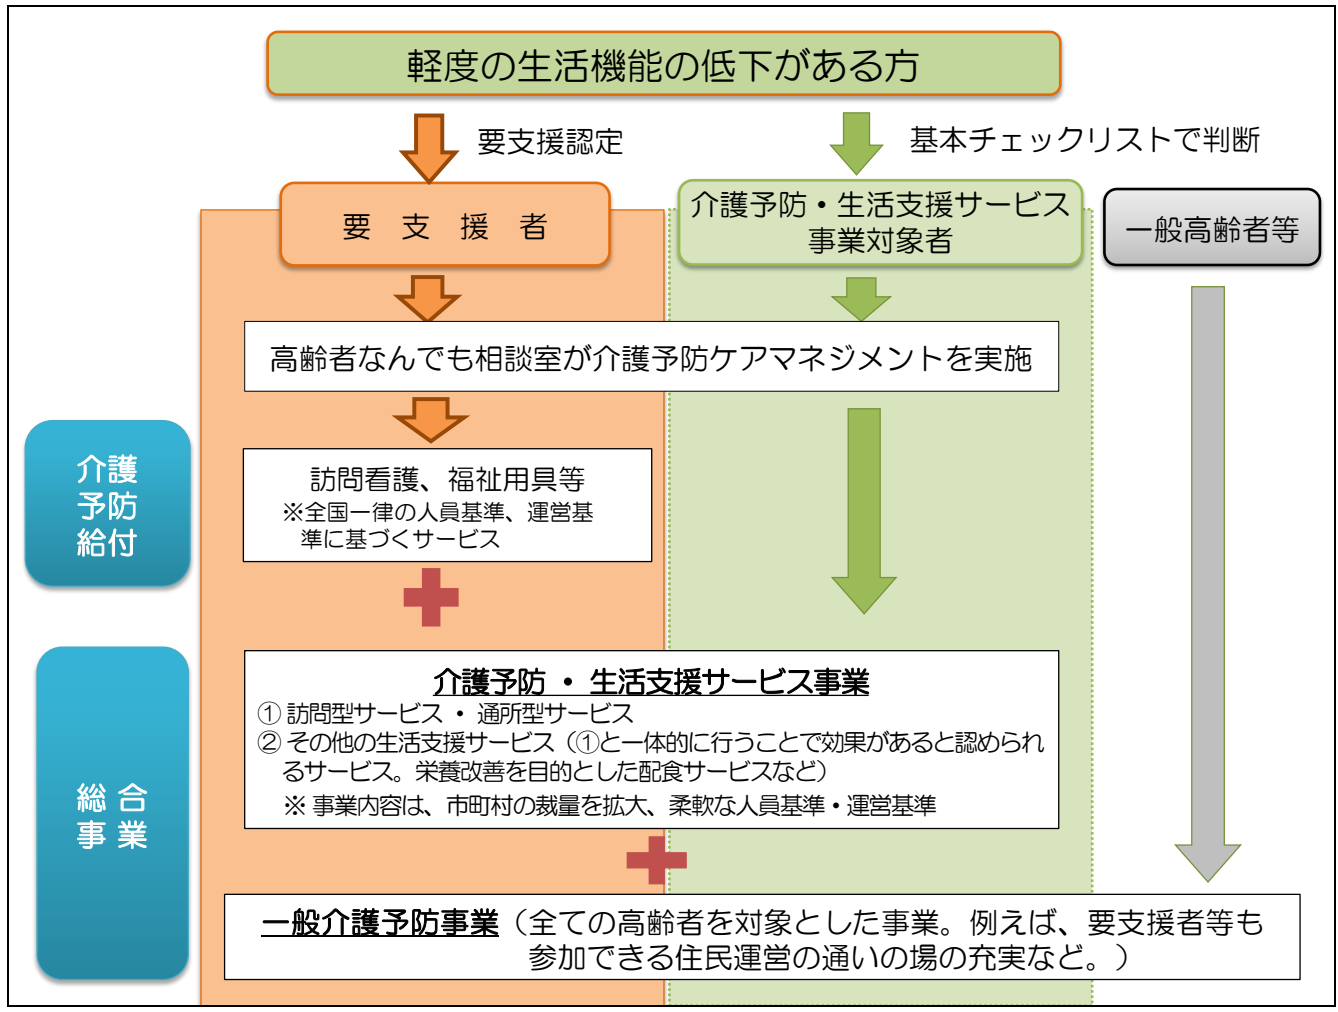 軽度の生活機能の低下がある方
要支援認定
基本チェックリストで判断
要支援者
介護予防・生活支援サービス
事業対象者
一般高齢者等
高齢者なんでも相談室が介護予防ケアマネジメントを実施
介護
予防
給付
訪問看護、福祉用具等
※全国一律の人員基準、運営基
準に基づくサービス
総合
事業
介護予防・生活支援サービス事業
① 訪問型サービス・通所型サービス
② その他の生活支援サービス（①と一体的に行うことで効果があると認められ
るサービス。栄養改善を目的とした配食サービスなど）
※ 事業内容は、市町村の裁量を拡大、柔軟な人員基準・運営基準
一般介護予防事業（全ての高齢者を対象とした事業。例えば、要支援者等も
参加できる住民運営の通いの場の充実など。）